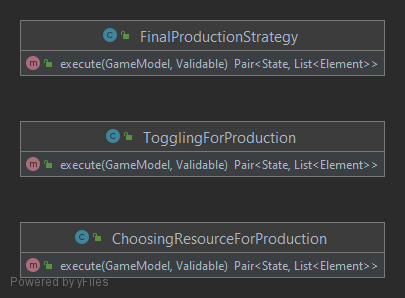 FinalProductionStrategy
execute(GameModel, Validable) Pair<State, List<Element>>
TogglingForProduction
execute(GameModel, Validable) Pair<State, List<Element>>
ChoosingResourceForProduction
execute(GameModel, Validable) Pair<State, List<Element>>
Powered by yFiles